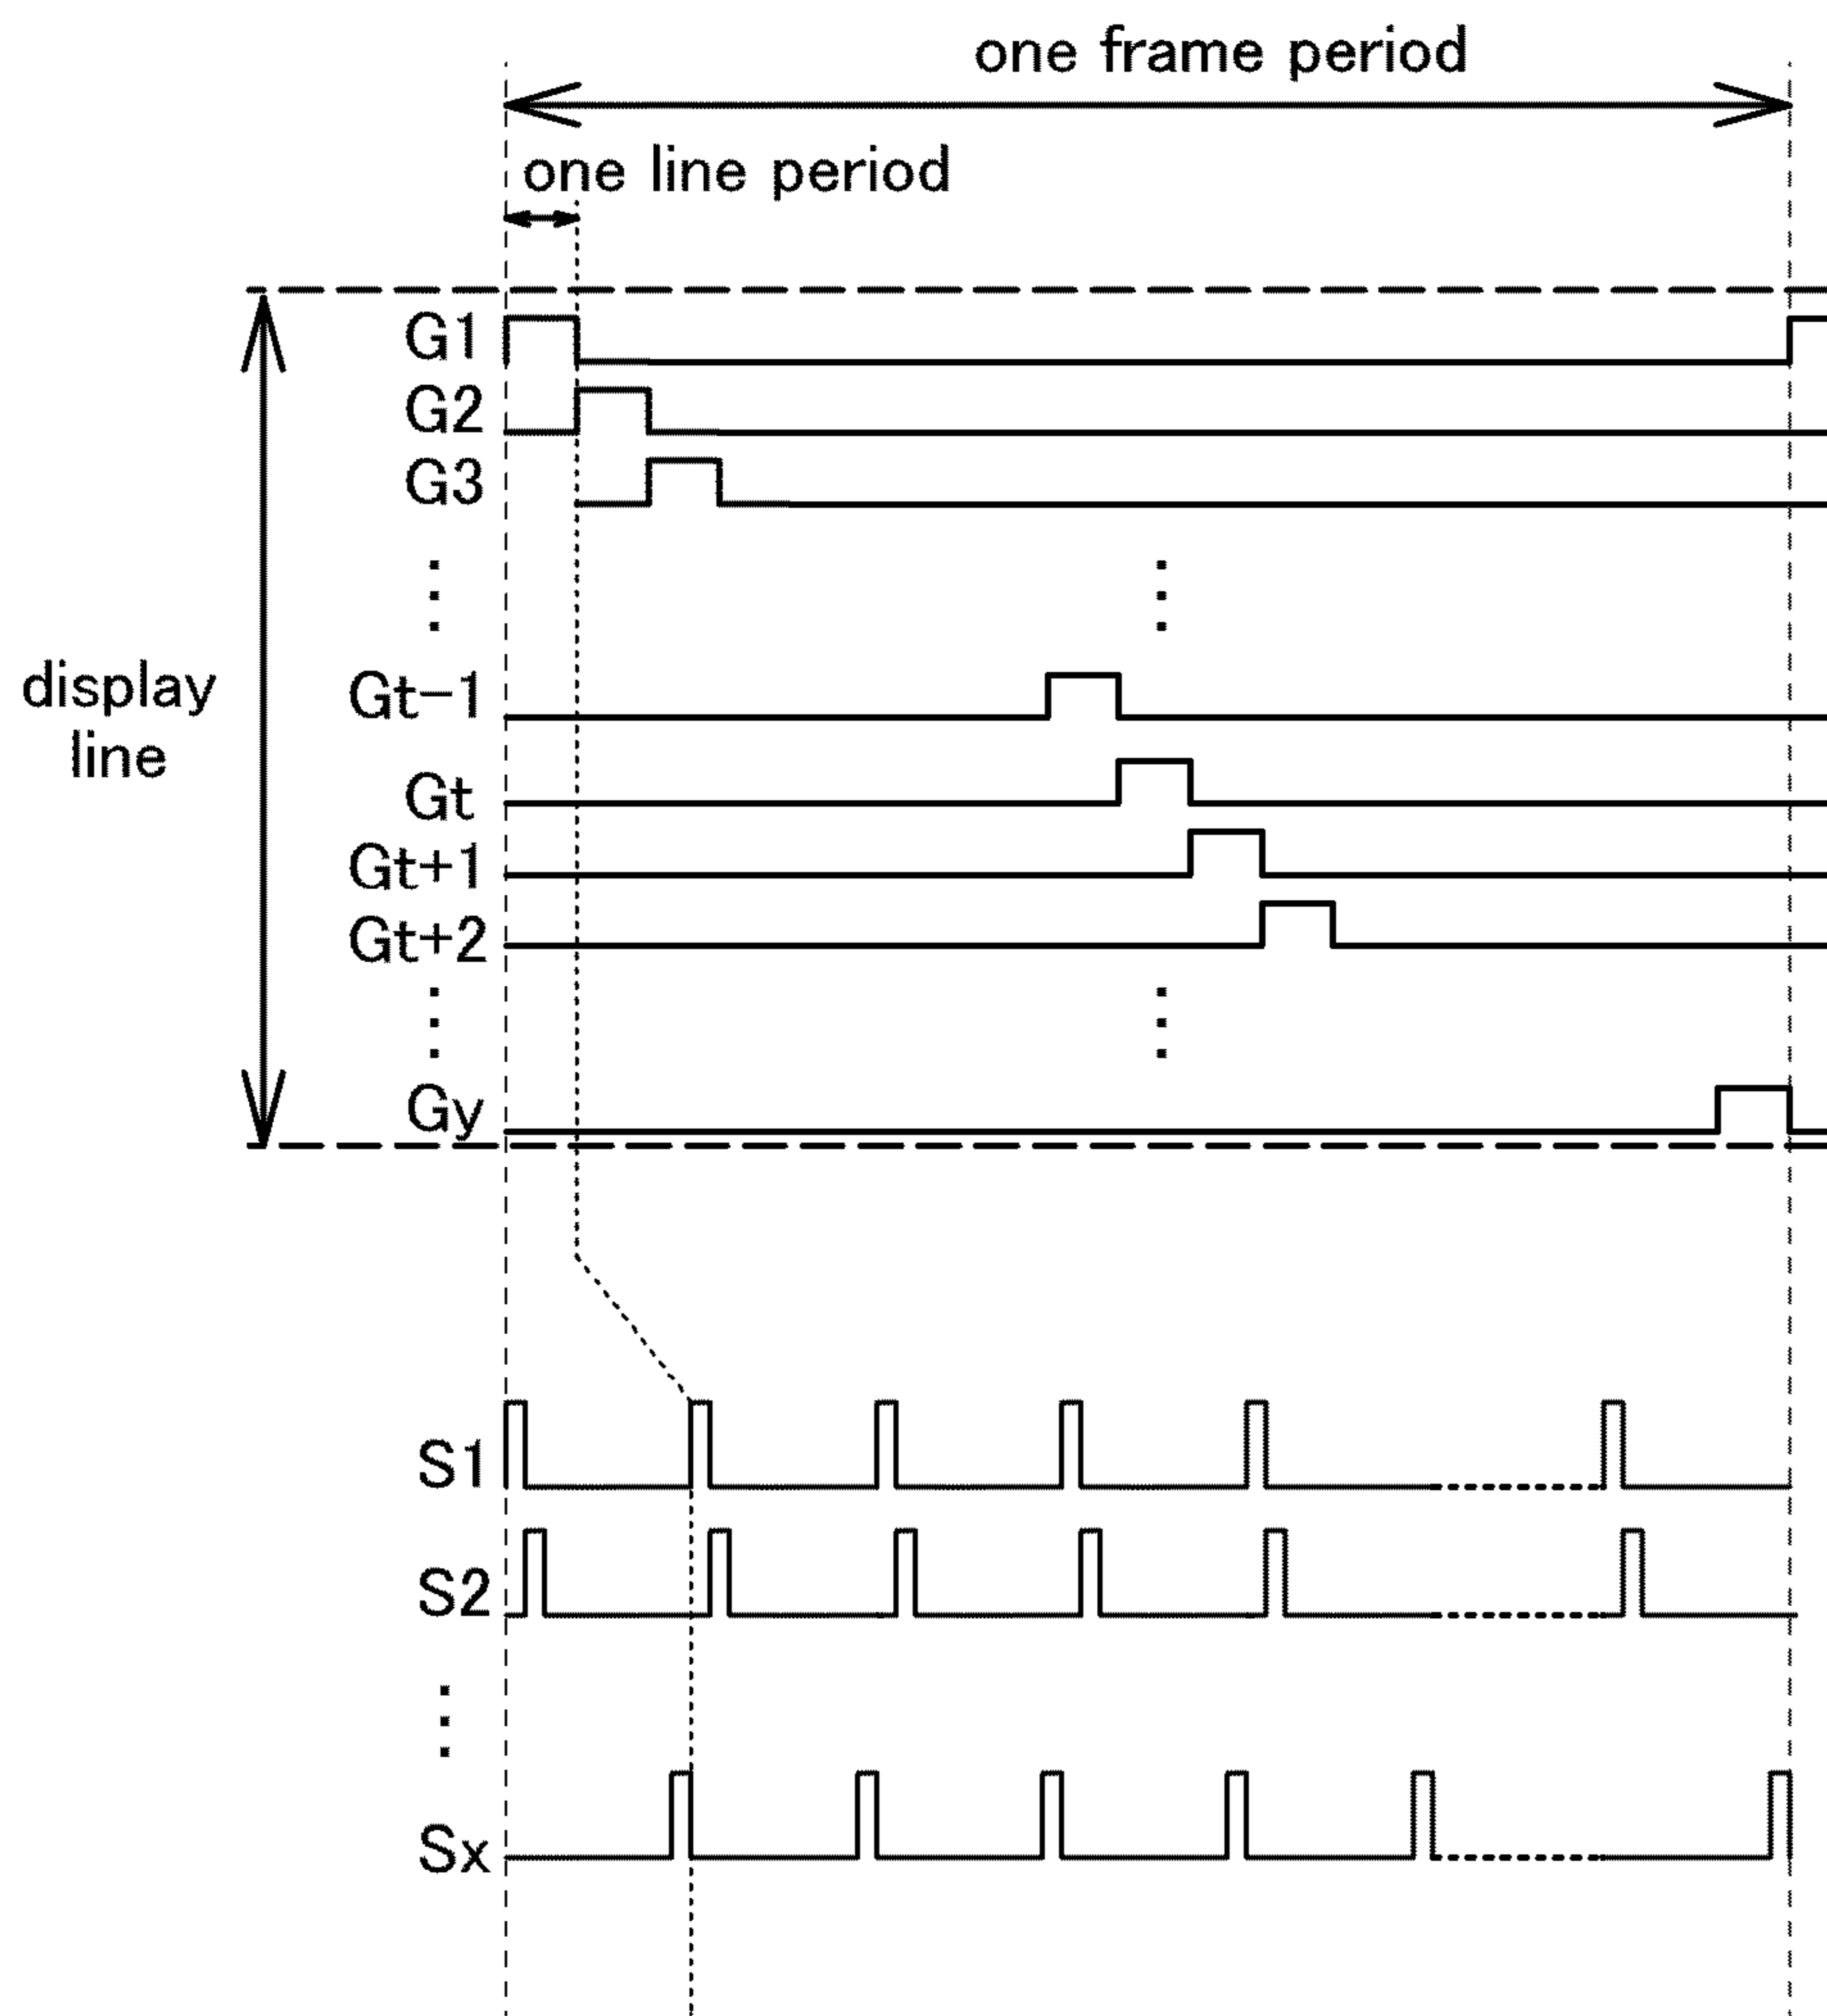 one frame period
one line period
G1
G2
G3
Gt-1
display
line
Gt
Gt+1
Gt+2
Gy
S1
S2
Sx